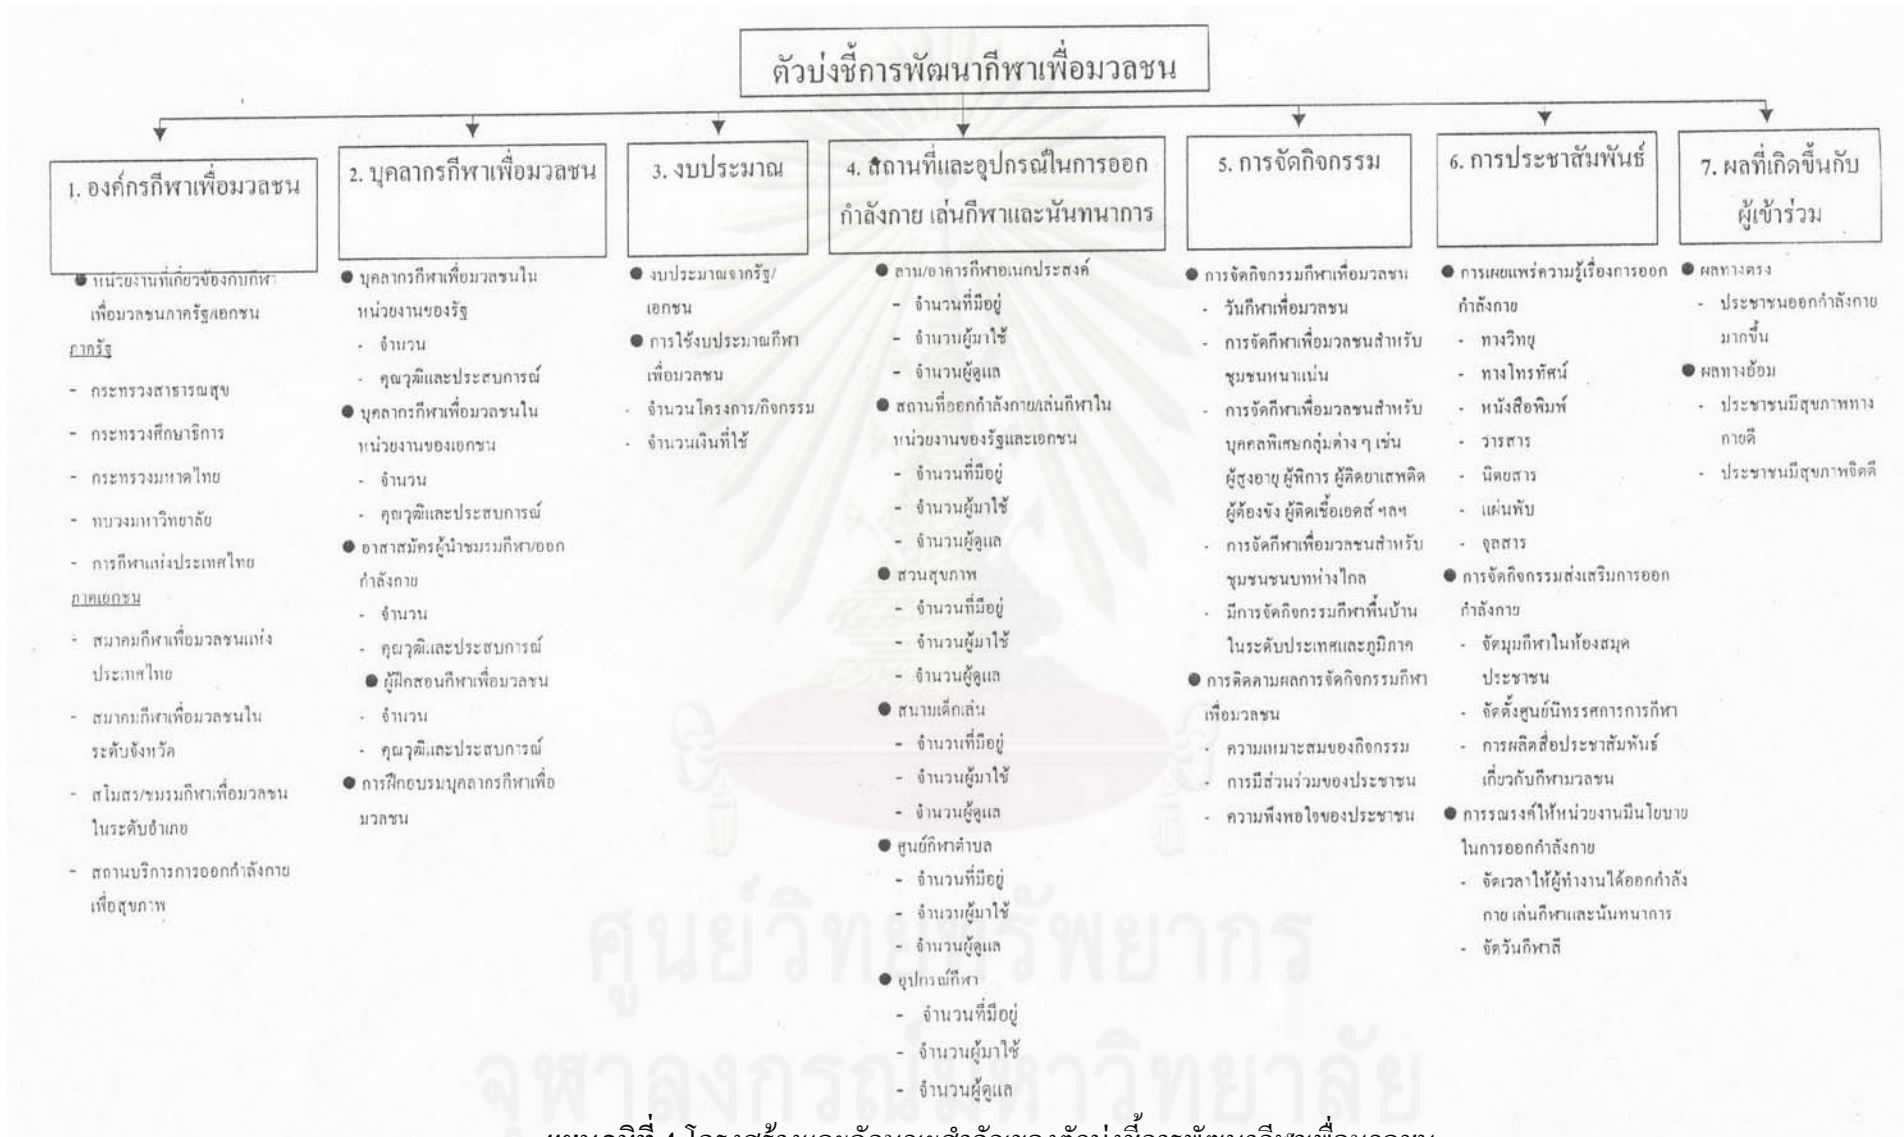 ตัวบ่งชี้การพัฒนากีฬาเพื่อมวลชน
1. องค์กรกีฬาเพื่อมวลชน
● หน่วยงานที่เกี่ยวข้องกับกีฬา
เพื่อมวลชนภาครัฐ/เอกชน
ภาครัฐ
- กระทรวงสาธารณสุข
- กระทรวงศึกษาธิการ
- กระทรวงมหาดไทย
- ทบวงมหาวิทยาลัย
- การกีฬาแห่งประเทศไทย
ภาคเอกชน
- สมาคมกีฬาเพื่อมวลชนแห่ง
ประเทศไทย
- สมาคมกีฬาเพื่อมวลชนใน
ระดับจังหวัด
- สโมสร/ชมรมกีฬาเพื่อมวลชน
ในระดับอำเภอ
- สถานบริการการออกกำลังกาย
เพื่อสุขภาพ
2. บุคลากรกีฬาเพื่อมวลชน
● บุคลากรกีฬาเพื่อมวลชนใน
หน่วยงานของรัฐ
- จำนวน
- คุณวุฒิและประสบการณ์
● บุคลากรกีฬาเพื่อมวลชนใน
หน่วยงานของเอกชน
- จำนวน
- คุณวุฒิและประสบการณ์
● อาสาสมัครผู้นำชมรมกีฬา/ออก
กำลังกาย
- จำนวน
- คุณวุฒิและประสบการณ์
● ผู้ฝึกสอนกีฬาเพื่อมวลชน
- จำนวน
- คุณวุฒิและประสบการณ์
● การฝึกอบรมบุคลากรกีฬาเพื่อ
มวลชน
3. งบประมาณ
● งบประมาณจากรัฐ/
เอกชน
● การใช้งบประมาณกีฬา
เพื่อมวลชน
- จำนวนโครงการ/กิจกรรม
- จำนวนเงินที่ใช้
4. สถานที่และอุปกรณ์ในการออก
กำลังกาย เล่นกีฬาและนันทนาการ
● ลาน/อาคารกีฬาอเนกประสงค์
- จำนวนที่มีอยู่
- จำนวนผู้มาใช้
- จำนวนผู้ดูแล
● สถานที่ออกกำลังกาย/เล่นกีฬาใน
หน่วยงานของรัฐและเอกชน
- จำนวนที่มีอยู่
- จำนวนผู้มาใช้
- จำนวนผู้ดูแล
● สวนสุขภาพ
- จำนวนที่มีอยู่
- จำนวนผู้มาใช้
- จำนวนผู้ดูแล
● สนามเด็กเล่น
- จำนวนที่มีอยู่
- จำนวนผู้มาใช้
- จำนวนผู้ดูแล
● ศูนย์กีฬาตำบล
- จำนวนที่มีอยู่
- จำนวนผู้มาใช้
- จำนวนผู้ดูแล
● อุปกรณ์กีฬา
- จำนวนที่มีอยู่
- จำนวนผู้มาใช้
- จำนวนผู้ดูแล
5. การจัดกิจกรรม
● การจัดกิจกรรมกีฬาเพื่อมวลชน
- วันกีฬาเพื่อมวลชน
- การจัดกีฬาเพื่อมวลชนสำหรับ
ชุมชนหนาแน่น
- การจัดกีฬาเพื่อมวลชนสำหรับ
บุคคลพิเศษกลุ่มต่าง ๆ เช่น
ผู้สูงอายุ ผู้พิการ ผู้ติดยาเสพติด
ผู้ต้องขัง ผู้ติดเชื้อเอดส์ ฯลฯ
- การจัดกีฬาเพื่อมวลชนสำหรับ
ชุมชนชนบทห่างไกล
- มีการจัดกิจกรรมกีฬาพื้นบ้าน
ในระดับประเทศและภูมิภาค
● การติดตามผลการจัดกิจกรรมกีฬา
เพื่อมวลชน
- ความเหมาะสมของกิจกรรม
- การมีส่วนร่วมของประชาชน
- ความพึงพอใจของประชาชน
6. การประชาสัมพันธ์
● การเผยแพร่ความรู้เรื่องการออก
กำลังกาย
- ทางวิทยุ
- ทางโทรทัศน์
- หนังสือพิมพ์
- วารสาร
- นิตยสาร
- แผ่นพับ
- จุลสาร
● การจัดกิจกรรมส่งเสริมการออก
กำลังกาย
- จัดมุมกีฬาในห้องสมุด
ประชาชน
- จัดตั้งศูนย์นิทรรศการการกีฬา
- การผลิตสื่อประชาสัมพันธ์
เกี่ยวกับกีฬามวลชน
● การรณรงค์ให้หน่วยงานมีนโยบาย
ในการออกกำลังกาย
- จัดเวลาให้ผู้ทำงานได้ออกกำลัง
กาย เล่นกีฬาและนันทนาการ
- จัดวันกีฬาสี
7. ผลที่เกิดขึ้นกับ
ผู้เข้าร่วม
● ผลทางตรง
- ประชาชนออกกำลังกาย
มากขึ้น
● ผลทางอ้อม
- ประชาชนมีสุขภาพทาง
กายดี
- ประชาชนมีสุขภาพจิตดี
ศูนย์วิทยทรัพยากร
จุฬาลงกรณ์มหาวิทยาลัย